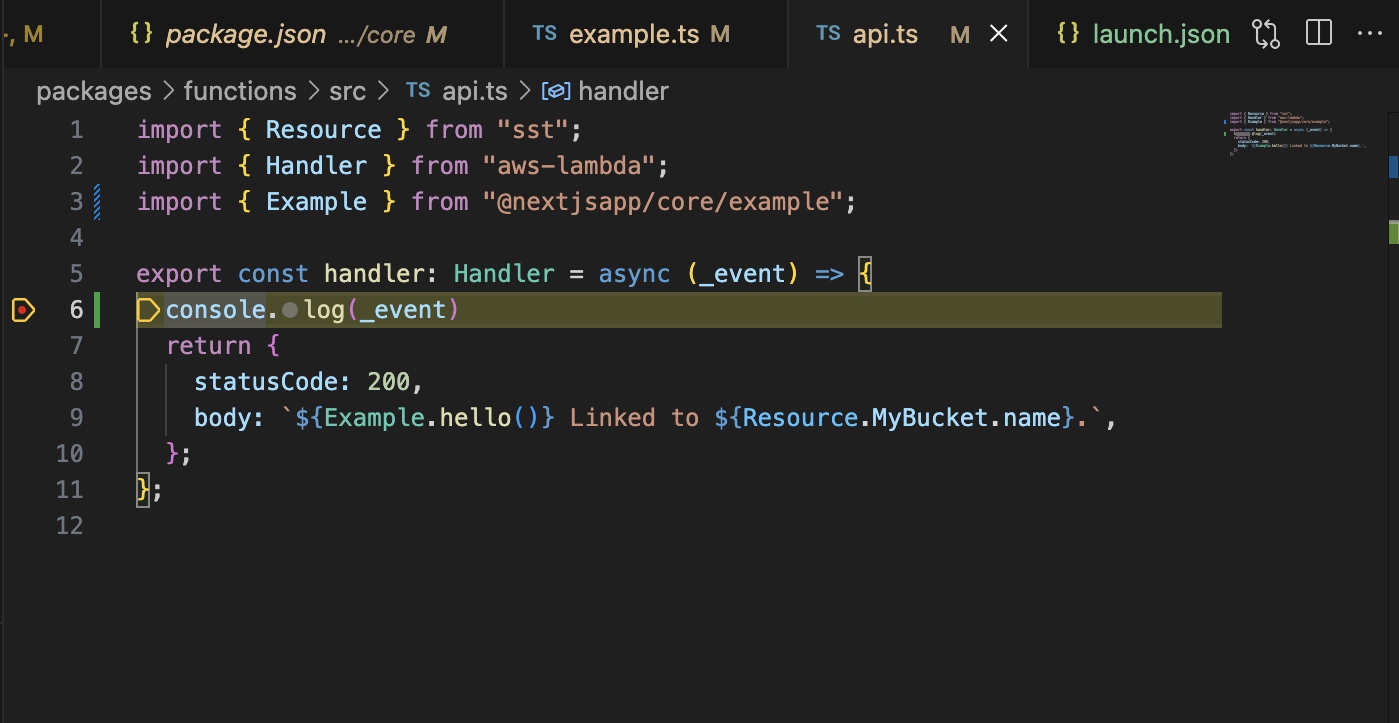 M
{} package.json .../core M
TS example.ts M
TS api.ts M
{} launch.json
packages > functions > src > TS api.ts > handler
1 import { Resource } from "sst";
2 import { Handler } from "aws-lambda";
3 import { Example } from "@nextjsapp/core/example";
4
5 export const handler: Handler = async (_event) => {
6 console.log(_event)
7 return {
8 statusCode: 200,
9 body: `${Example.hello()} Linked to ${Resource.MyBucket.name}.`,
10 };
11 };
12